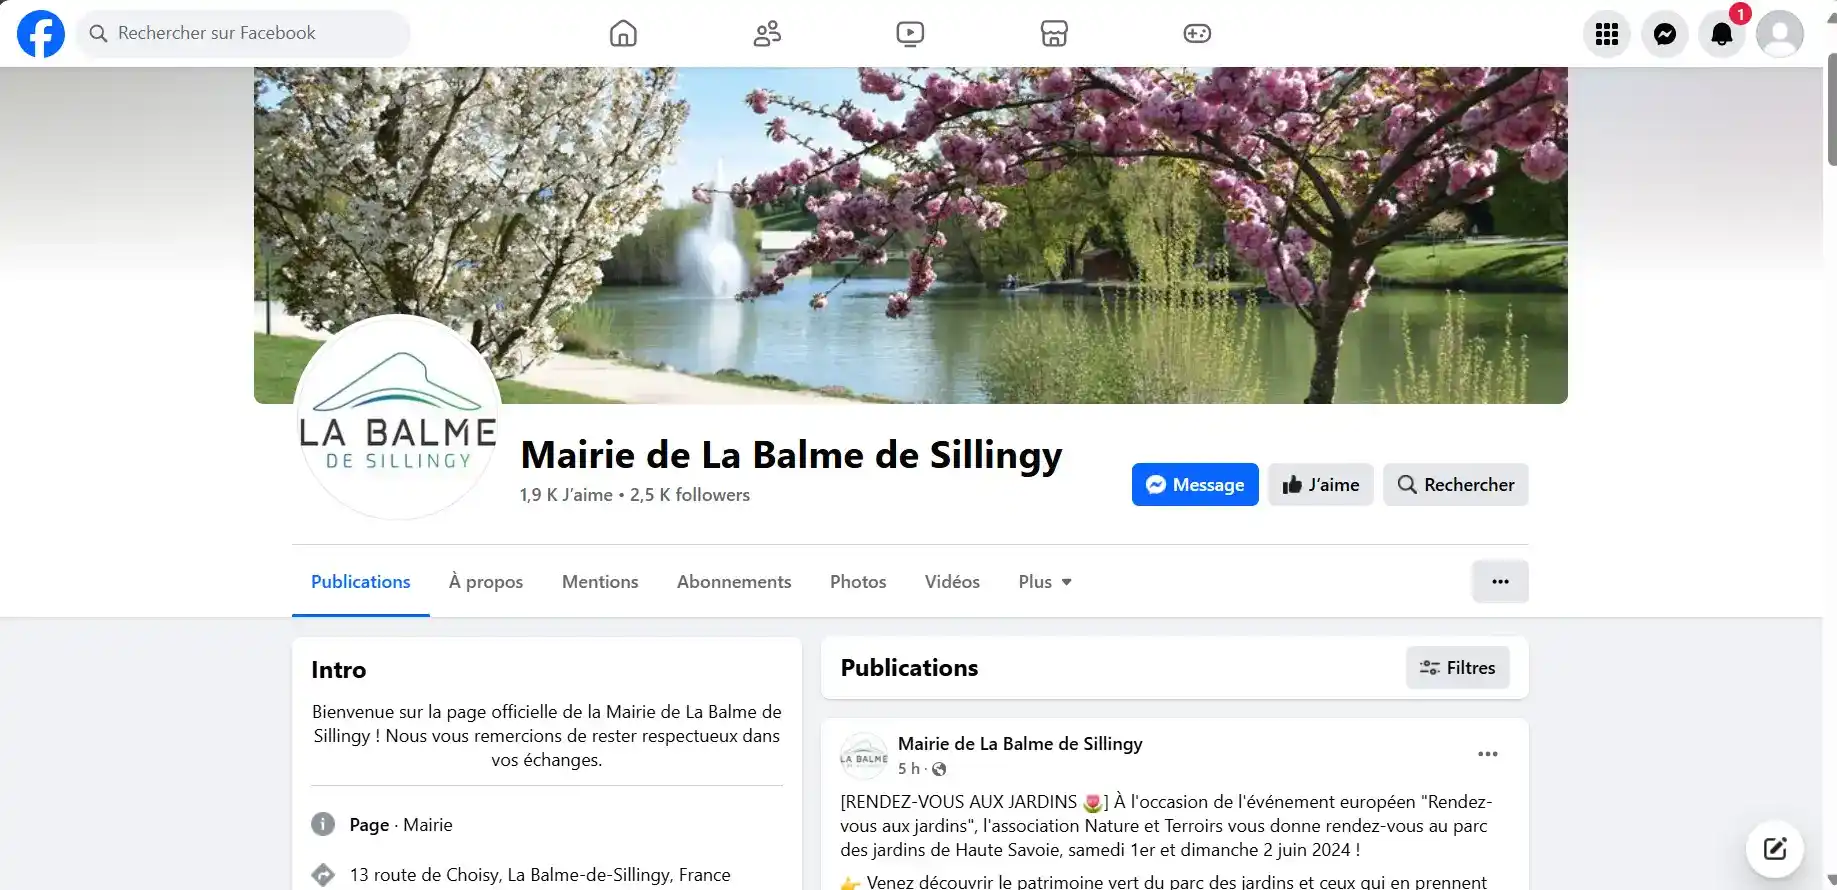 Rechercher sur Facebook
1
LA BALME
DE SILLINGY
Mairie de La Balme de Sillingy
1,9 K J’aime • 2,5 K followers
Message
J’aime
Rechercher
Publications
À propos
Mentions
Abonnements
Photos
Vidéos
Plus
Intro
Bienvenue sur la page officielle de la Mairie de La Balme de
Sillingy ! Nous vous remercions de rester respectueux dans
vos échanges.
Page · Mairie
13 route de Choisy, La Balme-de-Sillingy, France
Publications
Filtres
LA BALME
Mairie de La Balme de Sillingy
5 h ·
[RENDEZ-VOUS AUX JARDINS 🌷] À l'occasion de l'événement européen "Rendez-
vous aux jardins", l'association Nature et Terroirs vous donne rendez-vous au parc
des jardins de Haute Savoie, samedi 1er et dimanche 2 juin 2024 !
👉 Venez découvrir le patrimoine vert du parc des jardins et ceux qui en prennent